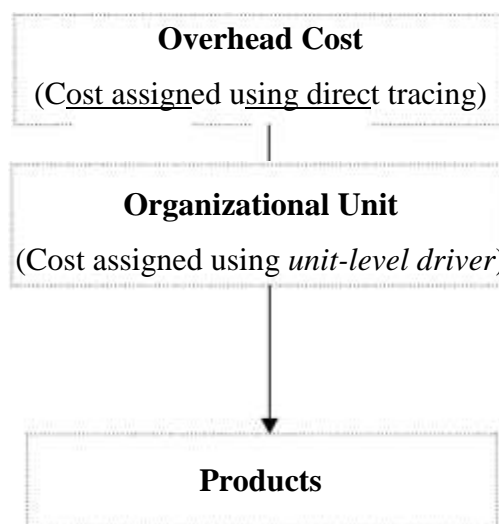 Overhead Cost
(Cost assigned using direct tracing)
Organizational Unit
(Cost assigned using unit-level driver)
Products